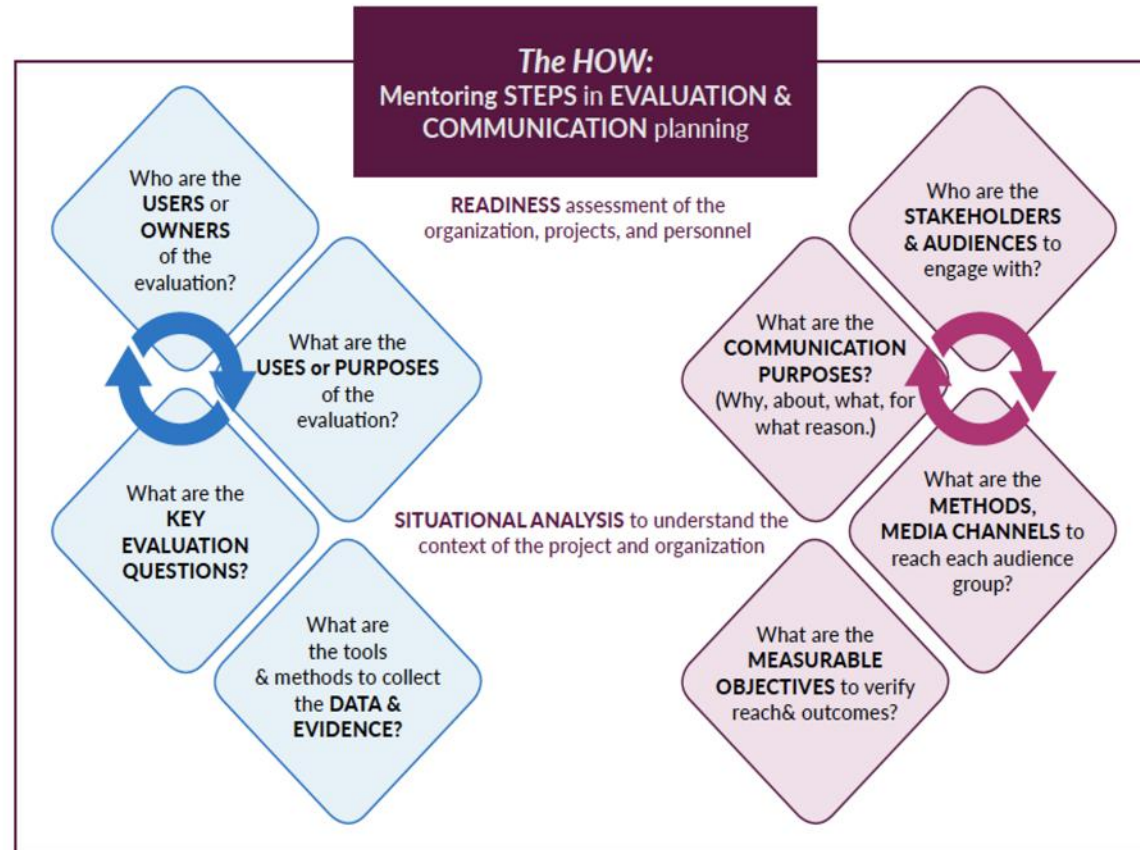 The HOW:
Mentoring STEPS in EVALUATION &
COMMUNICATION planning
READINESS assessment of the
organization, projects, and personnel
Who are the
USERS or
OWNERS
of the
evaluation?
What are the
USES or PURPOSES
of the
evaluation?
What are the
KEY
EVALUATION
QUESTIONS?
What are
the tools
& methods to collect
the DATA &
EVIDENCE?
SITUATIONAL ANALYSIS to understand the
context of the project and organization
Who are the
STAKEHOLDERS
& AUDIENCES to
engage with?
What are the
COMMUNICATION
PURPOSES?
(Why, about, what, for
what reason.)
What are the
METHODS,
MEDIA CHANNELS to
reach each audience
group?
What are the
MEASURABLE
OBJECTIVES to verify
reach& outcomes?